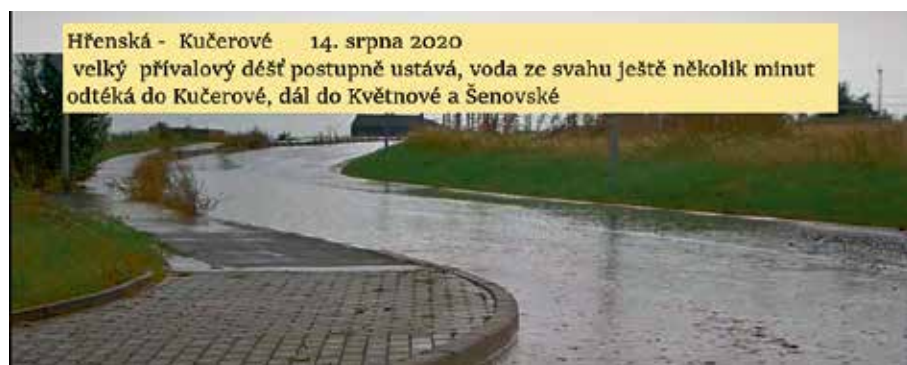 Hřenská - Kučerové 14. srpna 2020
velký přívalový déšť postupně ustává, voda ze svahu ještě několik minut
odtéká do Kučerové, dál do Květnové a Šenovské